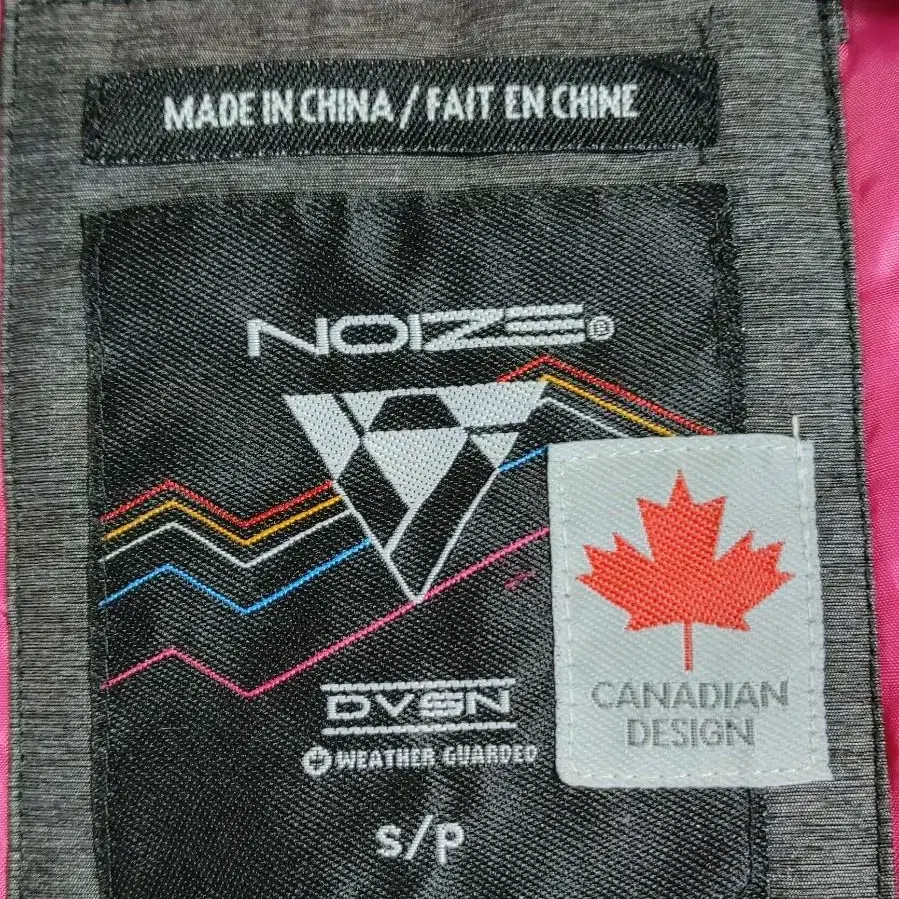 MADE IN CHINA / FAIT EN CHINE
NOIZE®
DVSN
WEATHER GUARDED
CANADIAN
DESIGN
S/P